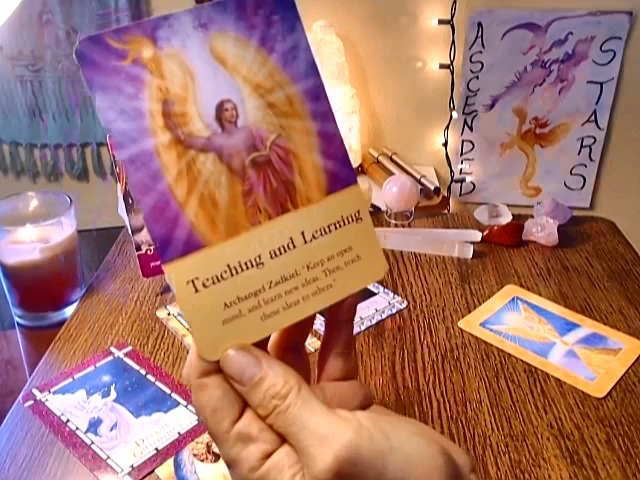 Teaching and Learning
Archangel Zadkiel: "Keep an open
mind, and learn new ideas. Then, teach
these ideas to others."
ASCENDED
STARS